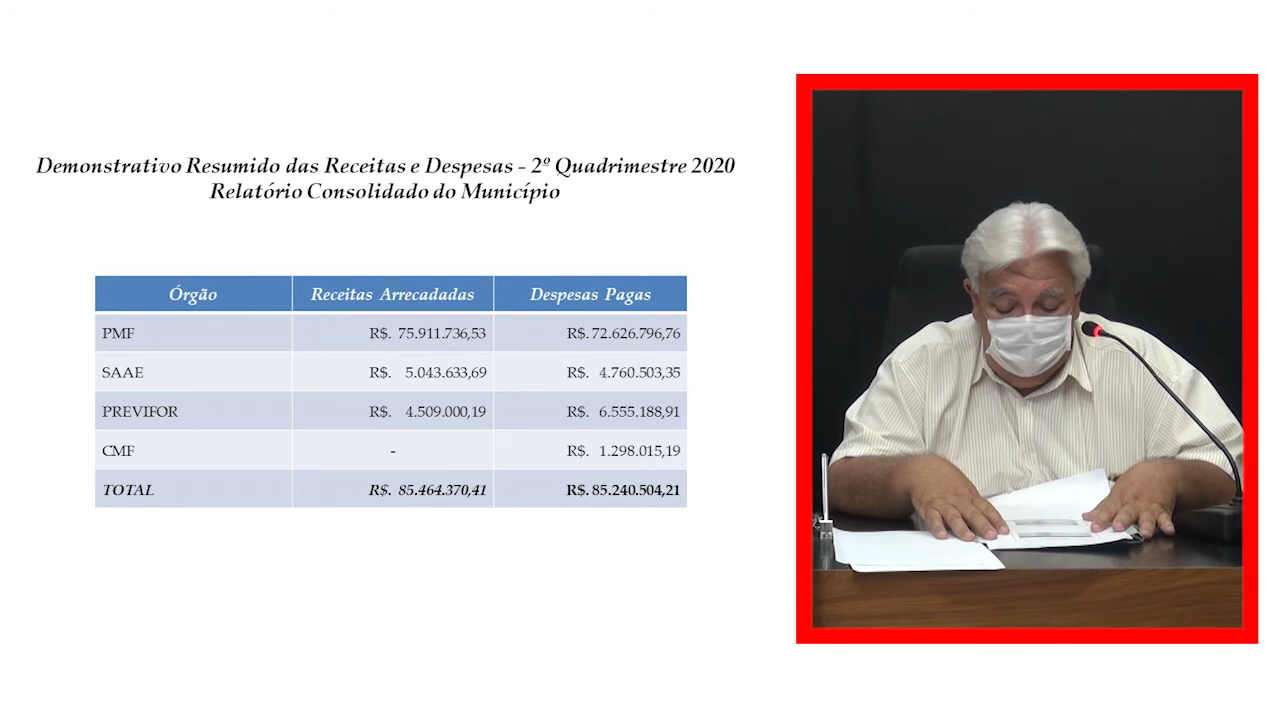 Demonstrativo Resumido das Receitas e Despesas - 2º Quadrimestre 2020
Relatório Consolidado do Município
Órgão Receitas Arrecadadas Despesas Pagas
PMF R$. 75.911.736,53 R$. 72.626.796,76
SAAE R$. 5.043.633,69 R$. 4.760.503,35
PREVIFOR R$. 4.509.000,19 R$. 6.555.188,91
CMF - R$. 1.298.015,19
TOTAL R$. 85.464.370,41 R$. 85.240.504,21